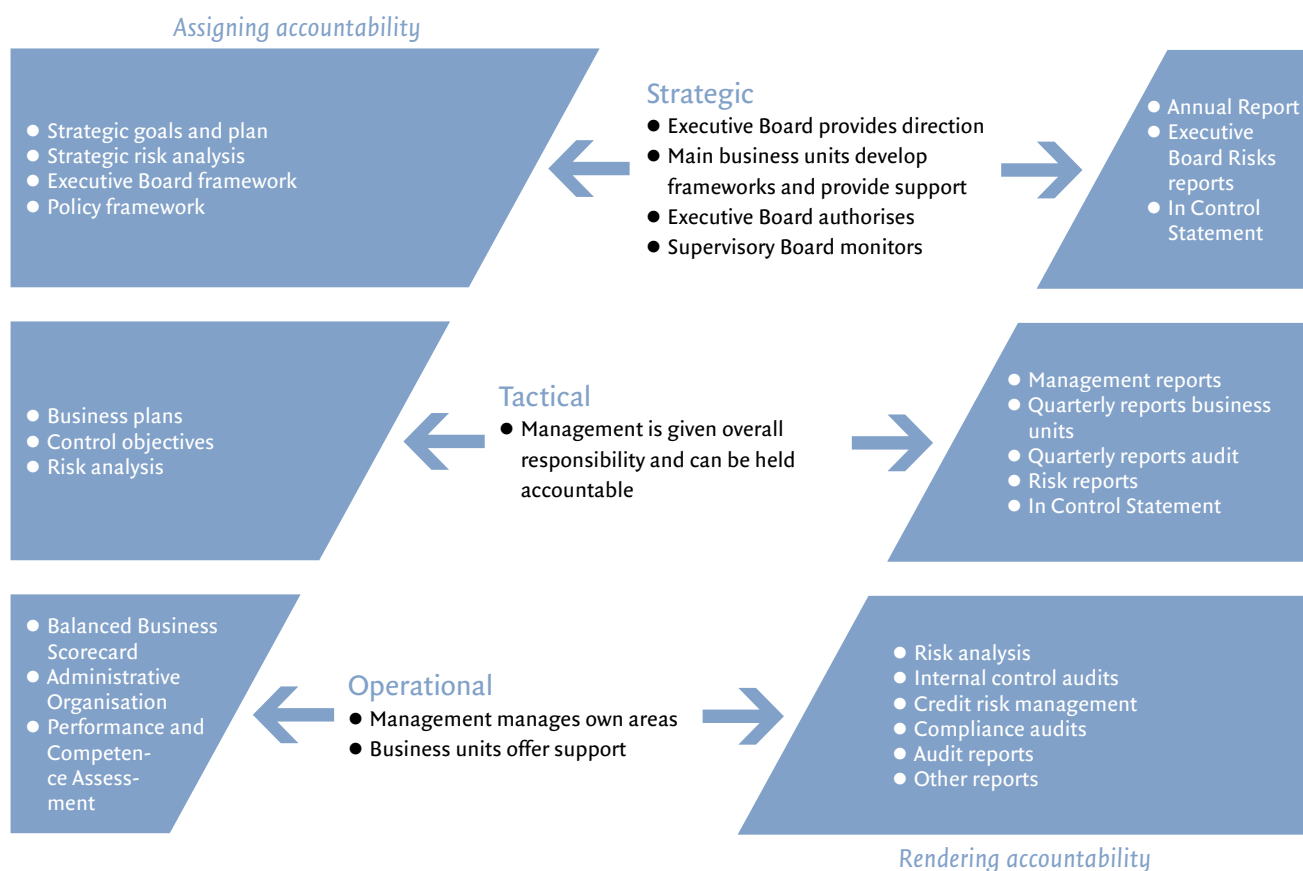 Assigning accountability
● Strategic goals and plan
● Strategic risk analysis
● Executive Board framework
● Policy framework
Strategic
● Executive Board provides direction
● Main business units develop
frameworks and provide support
● Executive Board authorises
● Supervisory Board monitors
● Annual Report
● Executive
Board Risks
reports
● In Control
Statement
● Business plans
● Control objectives
● Risk analysis
Tactical
● Management is given overall
responsibility and can be held
accountable
● Management reports
● Quarterly reports business
units
● Quarterly reports audit
● Risk reports
● In Control Statement
● Balanced Business
Scorecard
● Administrative
Organisation
● Performance and
Competen-
ce Assess-
ment
Operational
● Management manages own areas
● Business units offer support
● Risk analysis
● Internal control audits
● Credit risk management
● Compliance audits
● Audit reports
● Other reports
Rendering accountability